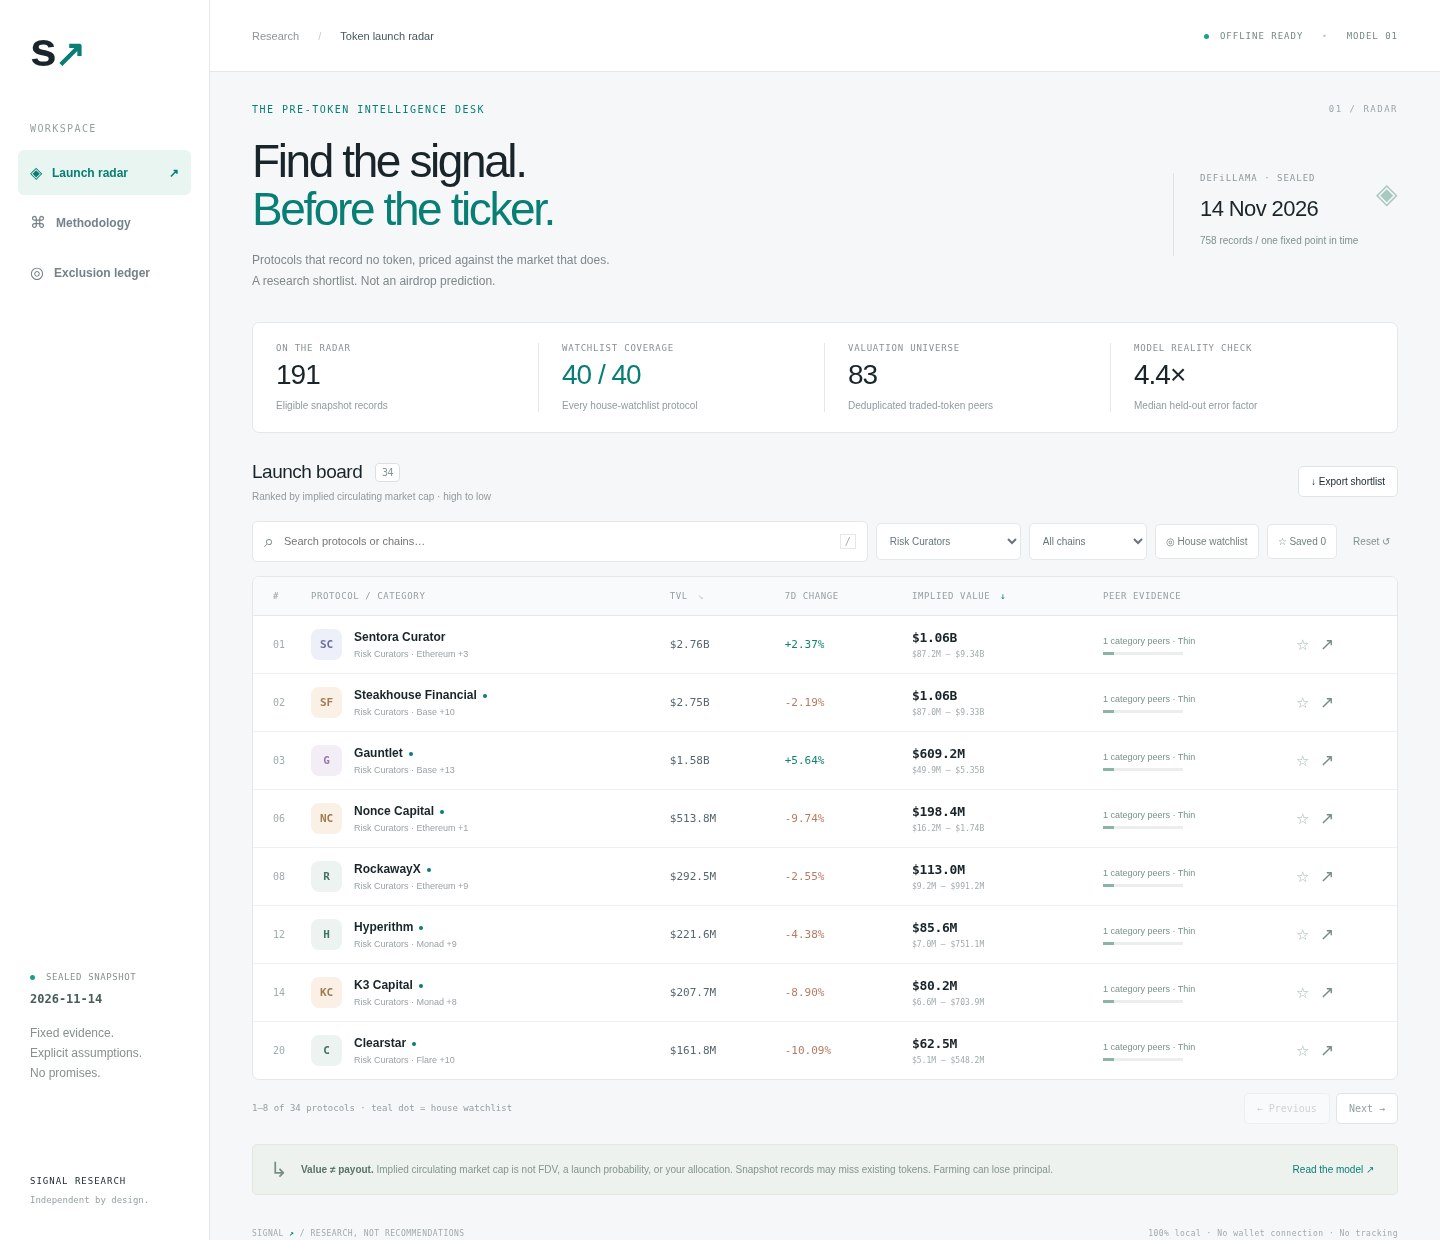 S↗
WORKSPACE
◈ Launch radar ↗
⌘ Methodology
◎ Exclusion ledger
● SEALED SNAPSHOT
2026-11-14
Fixed evidence.
Explicit assumptions.
No promises.
SIGNAL RESEARCH
Independent by design.
Research / Token launch radar
● OFFLINE READY • MODEL 01
THE PRE-TOKEN INTELLIGENCE DESK
01 / RADAR
Find the signal.
Before the ticker.
Protocols that record no token, priced against the market that does.
A research shortlist. Not an airdrop prediction.
DEFiLLAMA · SEALED
14 Nov 2026
758 records / one fixed point in time
ON THE RADAR
191
Eligible snapshot records
WATCHLIST COVERAGE
40 / 40
Every house-watchlist protocol
VALUATION UNIVERSE
83
Deduplicated traded-token peers
MODEL REALITY CHECK
4.4×
Median held-out error factor
Launch board 34
Ranked by implied circulating market cap · high to low
↓ Export shortlist
⌕ Search protocols or chains… /
Risk Curators
All chains
◎ House watchlist
☆ Saved 0
Reset ↺
# PROTOCOL / CATEGORY TVL ↘ 7D CHANGE IMPLIED VALUE ↓ PEER EVIDENCE
01 SC Sentora Curator $2.76B +2.37% $1.06B 1 category peers · Thin ☆ ↗
Risk Curators · Ethereum +3 $87.2M — $9.34B
02 SF Steakhouse Financial ● $2.75B -2.19% $1.06B 1 category peers · Thin ☆ ↗
Risk Curators · Base +10 $87.0M — $9.33B
03 G Gauntlet ● $1.58B +5.64% $609.2M 1 category peers · Thin ☆ ↗
Risk Curators · Base +13 $49.9M — $5.35B
06 NC Nonce Capital ● $513.8M -9.74% $198.4M 1 category peers · Thin ☆ ↗
Risk Curators · Ethereum +1 $16.2M — $1.74B
08 R RockawayX ● $292.5M -2.55% $113.0M 1 category peers · Thin ☆ ↗
Risk Curators · Ethereum +9 $9.2M — $991.2M
12 H Hyperithm ● $221.6M -4.38% $85.6M 1 category peers · Thin ☆ ↗
Risk Curators · Monad +9 $7.0M — $751.1M
14 KC K3 Capital ● $207.7M -8.90% $80.2M 1 category peers · Thin ☆ ↗
Risk Curators · Monad +8 $6.6M — $703.9M
20 C Clearstar ● $161.8M -10.09% $62.5M 1 category peers · Thin ☆ ↗
Risk Curators · Flare +10 $5.1M — $548.2M
1–8 of 34 protocols · teal dot = house watchlist
← Previous
Next →
↳ Value ≠ payout. Implied circulating market cap is not FDV, a launch probability, or your allocation. Snapshot records may miss existing tokens. Farming can lose principal.
Read the model ↗
SIGNAL ↗ / RESEARCH, NOT RECOMMENDATIONS
100% local · No wallet connection · No tracking